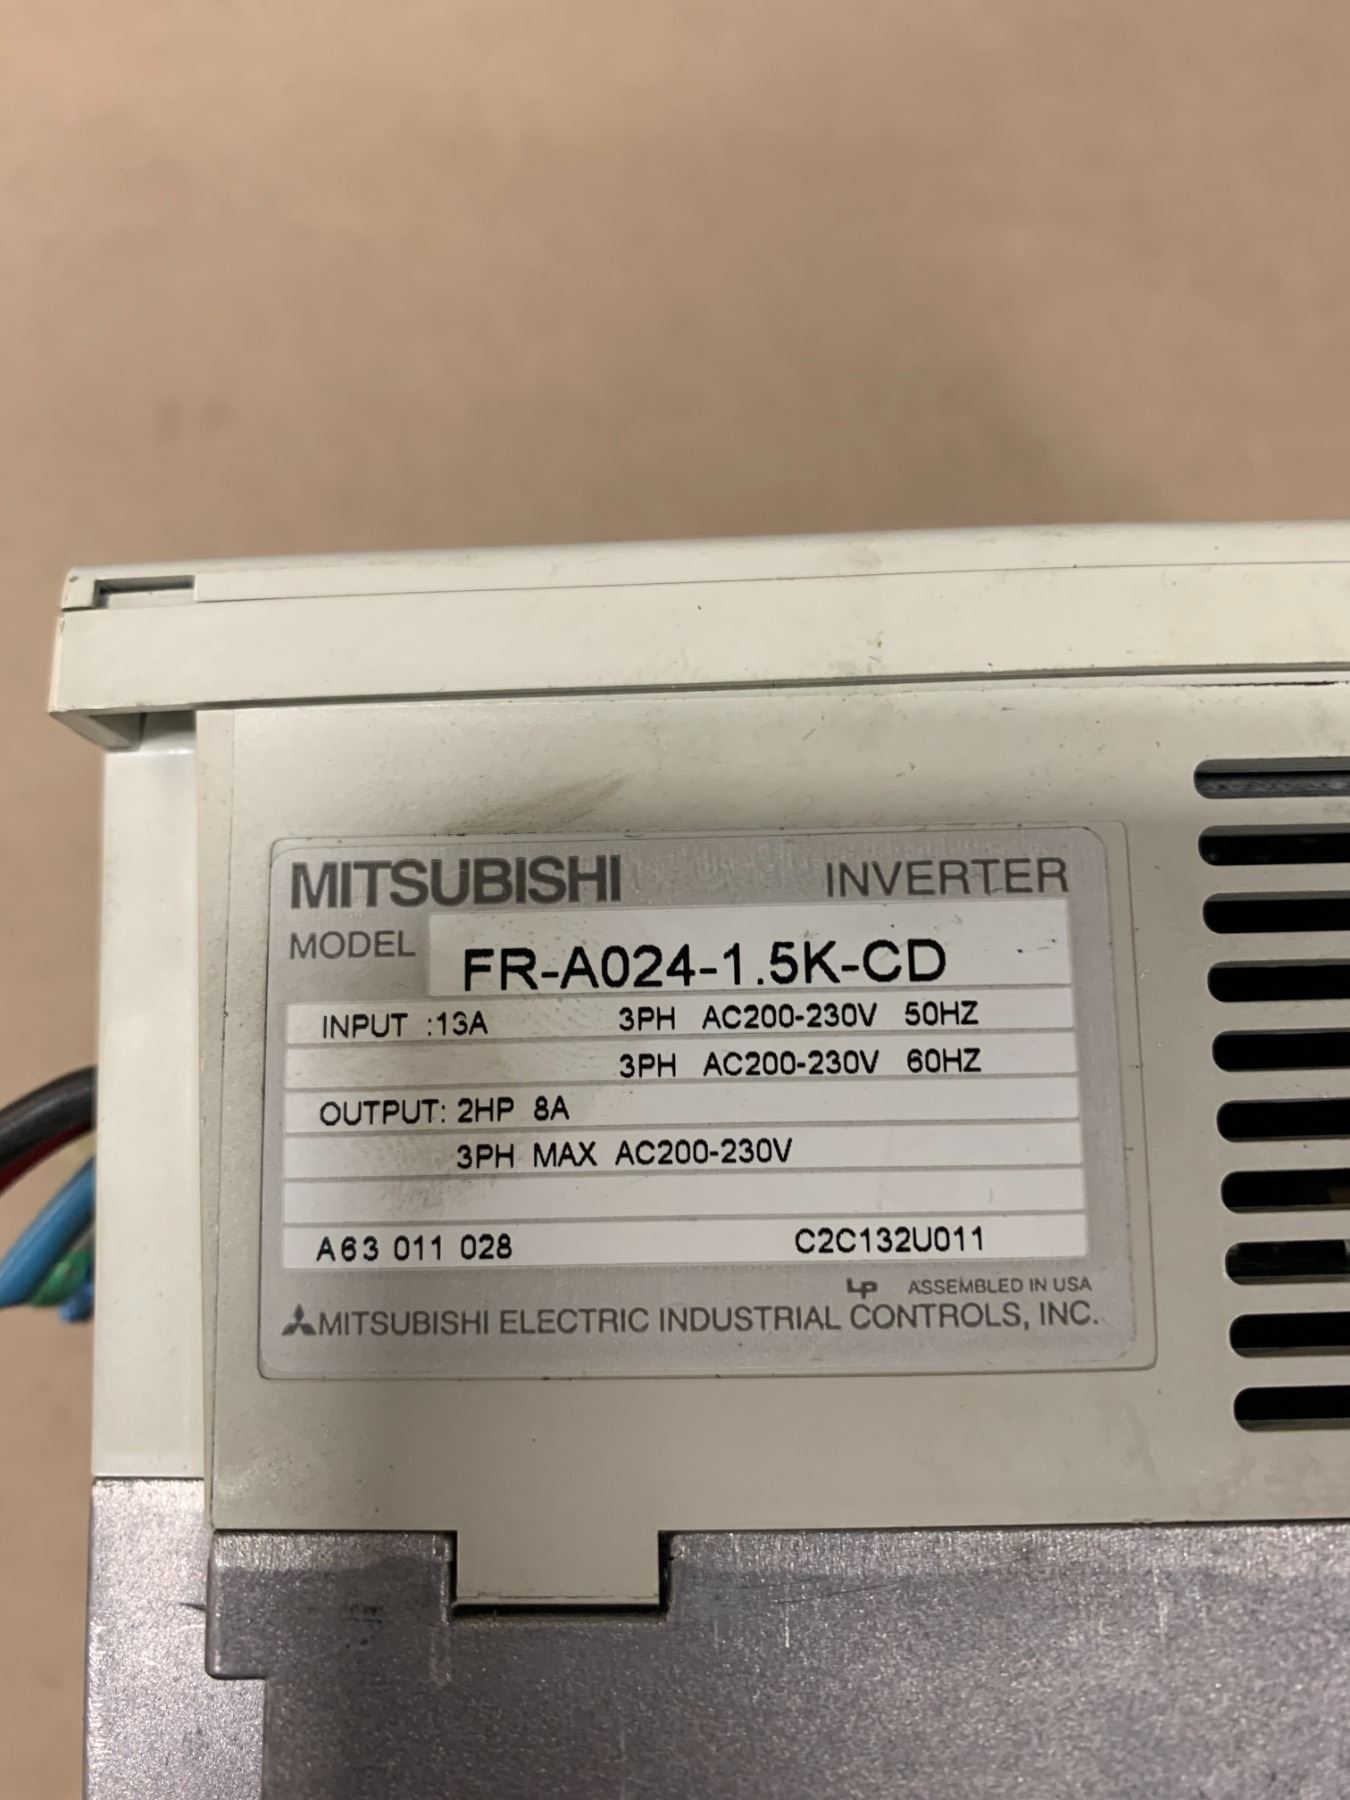 MITSUBISHI INVERTER
MODEL FR-A024-1.5K-CD
INPUT :13A 3PH AC200-230V 50HZ
3PH AC200-230V 60HZ
OUTPUT: 2HP 8A
3PH MAX AC200-230V
A63 011 028 C2C132U011
LP ASSEMBLED IN USA
MITSUBISHI ELECTRIC INDUSTRIAL CONTROLS, INC.